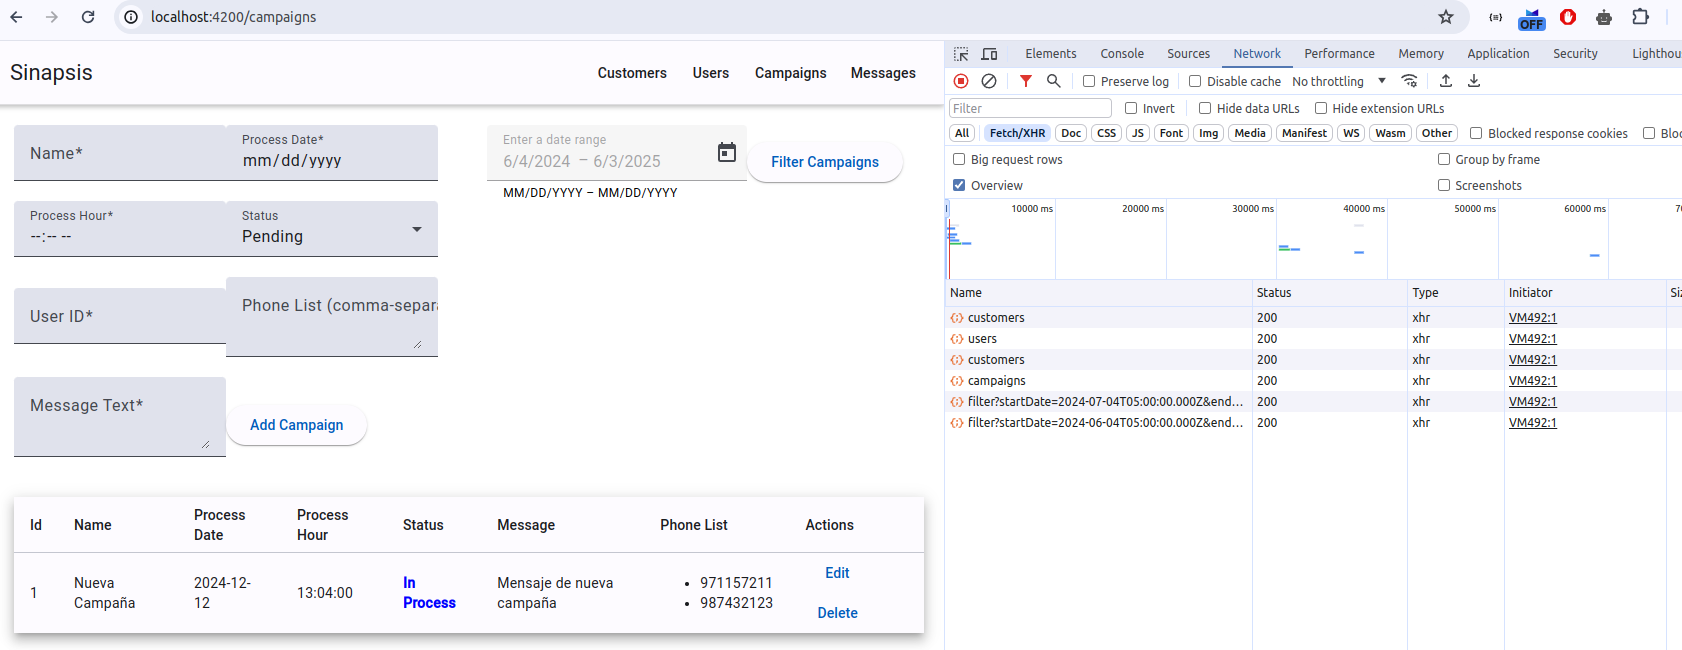 localhost:4200/campaigns
OFF
Sinapsis
Customers Users Campaigns Messages
Name*
Process Date*
mm/dd/yyyy
Enter a date range
6/4/2024 – 6/3/2025
MM/DD/YYYY – MM/DD/YYYY
Filter Campaigns
Process Hour*
--:-- --
Status
Pending
User ID*
Phone List (comma-separa
Message Text*
Add Campaign
Id Name Process Date Process Hour Status Message Phone List Actions
1 Nueva Campaña 2024-12-12 13:04:00 In Process Mensaje de nueva campaña
971157211
987432123
Edit
Delete
Elements Console Sources Network Performance Memory Application Security Lighthou
Preserve log Disable cache No throttling
Filter Invert Hide data URLs Hide extension URLs
All Fetch/XHR Doc CSS JS Font Img Media Manifest WS Wasm Other Blocked response cookies Bloc
Big request rows Group by frame
Overview Screenshots
10000 ms 20000 ms 30000 ms 40000 ms 50000 ms 60000 ms 7
Name Status Type Initiator Siz
customers 200 xhr VM492:1
users 200 xhr VM492:1
customers 200 xhr VM492:1
campaigns 200 xhr VM492:1
filter?startDate=2024-07-04T05:00:00.000Z&end... 200 xhr VM492:1
filter?startDate=2024-06-04T05:00:00.000Z&end... 200 xhr VM492:1